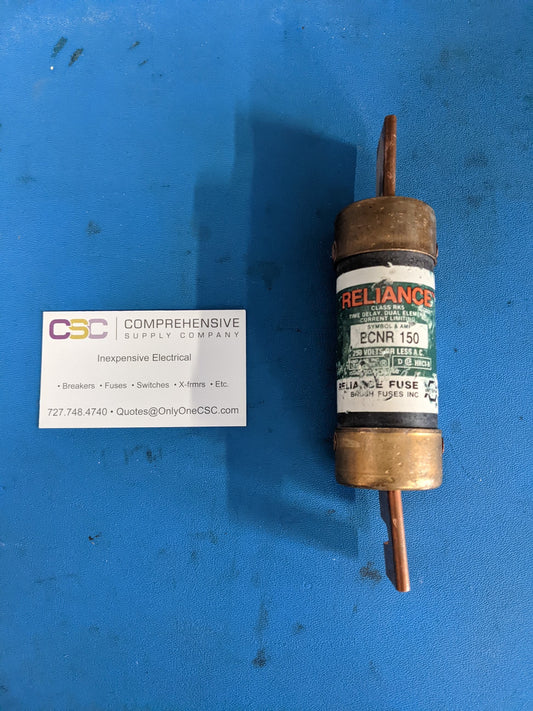 CSC COMPREHENSIVE
SUPPLY COMPANY
Inexpensive Electrical
• Breakers • Fuses • Switches • X-frmrs • Etc.
727.748.4740 • Quotes@OnlyOneCSC.com
RELIANCE
CLASS RK5
TIME DELAY, DUAL ELEMENT
CURRENT LIMITING
SYMBOL & AMP
ECNR 150
250 VOLTS OR LESS A.C.
D HRCI-R
RELIANCE FUSE
BRUSH FUSES INC